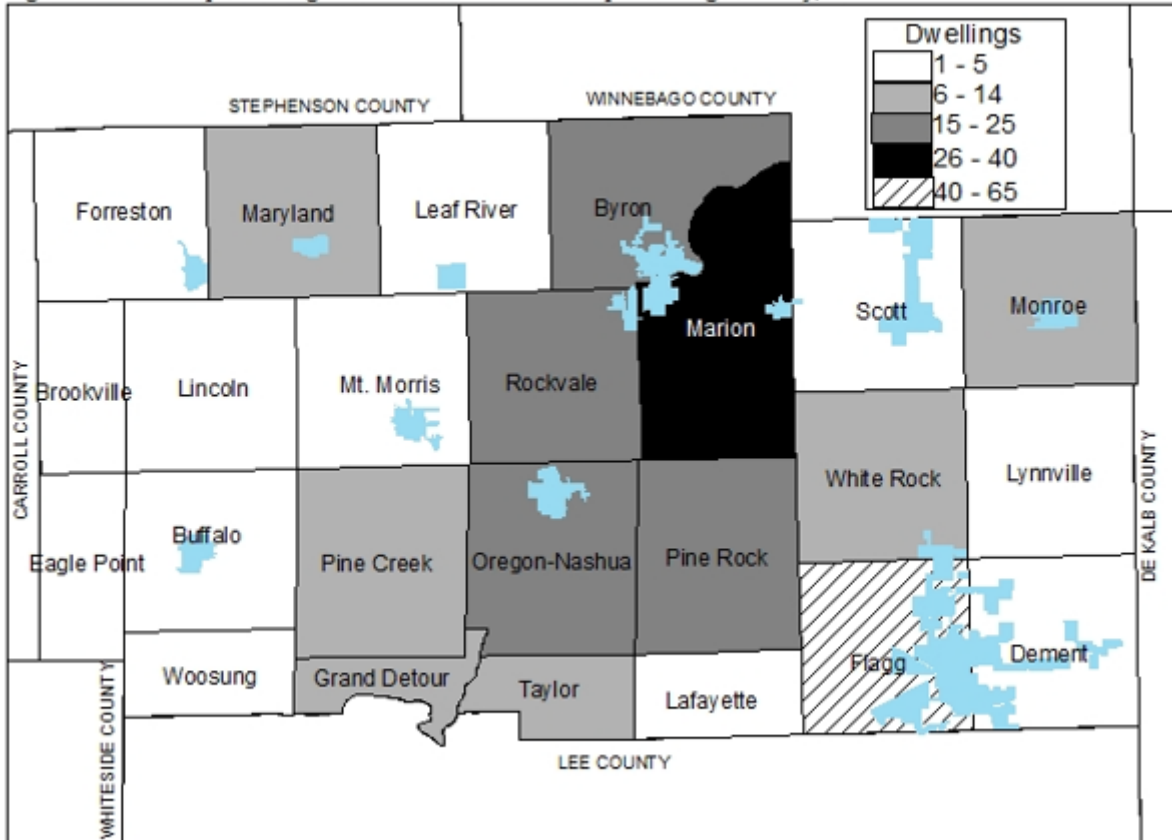 Dwellings
1 - 5
6 - 14
15 - 25
26 - 40
40 - 65
STEPHENSON COUNTY
WINNEBAGO COUNTY
Forreston
Maryland
Leaf River
Byron
Scott
Monroe
Marion
Brookville
Lincoln
Mt. Morris
Rockvale
CARROLL COUNTY
White Rock
Lynnville
DE KALB COUNTY
Eagle Point
Buffalo
Pine Creek
Oregon-Nashua
Pine Rock
Flagg
Dement
Woosung
Grand Detour
Taylor
Lafayette
WHITESIDE COUNTY
LEE COUNTY